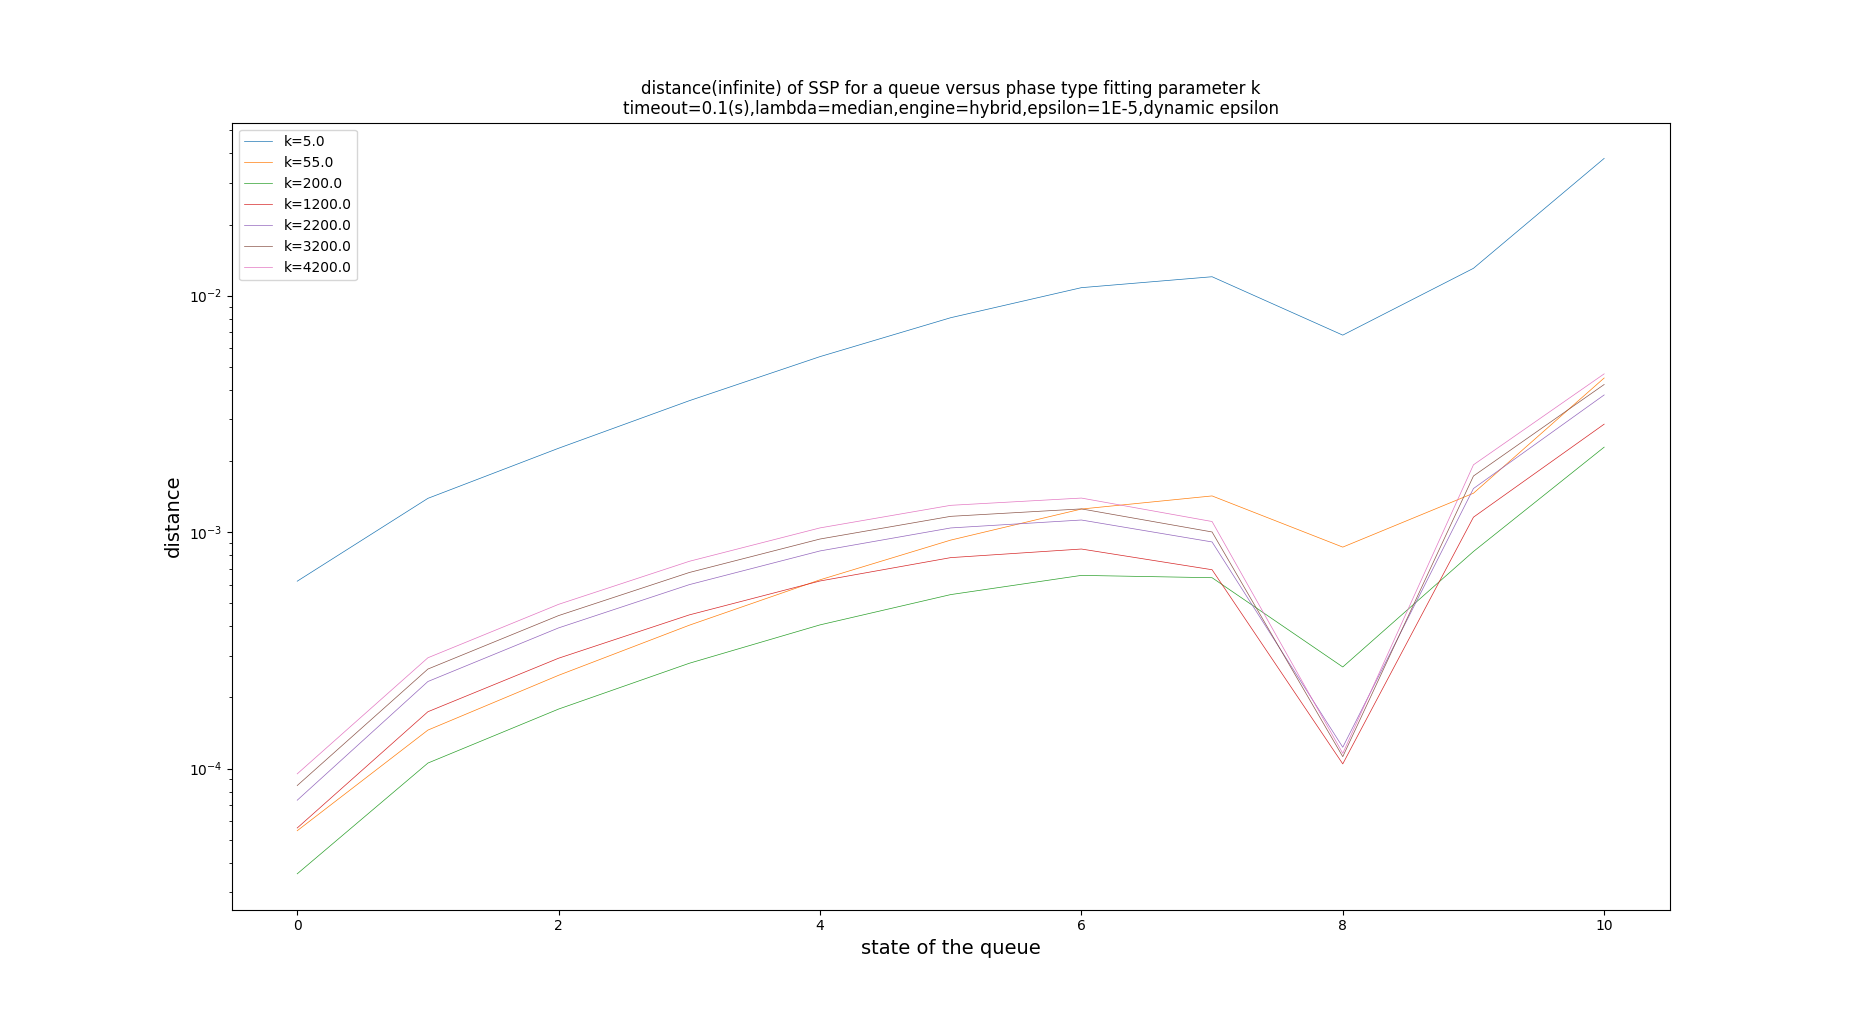 distance(infinite) of SSP for a queue versus phase type fitting parameter k
timeout=0.1(s),lambda=median,engine=hybrid,epsilon=1E-5,dynamic epsilon
k=5.0
k=55.0
k=200.0
k=1200.0
k=2200.0
k=3200.0
k=4200.0
10⁻²
10⁻³
10⁻⁴
distance
0 2 4 6 8 10
state of the queue